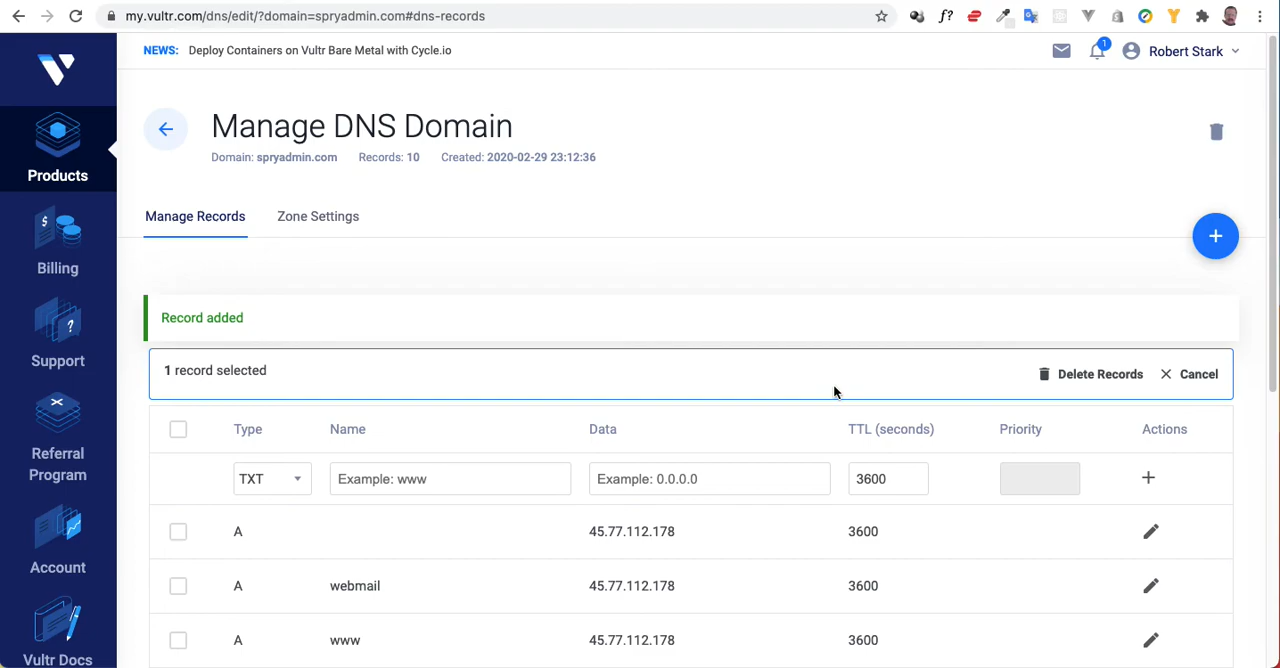 my.vultr.com/dns/edit/?domain=spryadmin.com#dns-records
NEWS: Deploy Containers on Vultr Bare Metal with Cycle.io
1
Robert Stark
Products
Billing
Support
Referral
Program
Account
Vultr Docs
Manage DNS Domain
Domain: spryadmin.com Records: 10 Created: 2020-02-29 23:12:36
Manage Records Zone Settings
+
Record added
1 record selected Delete Records Cancel
Type Name Data TTL (seconds) Priority Actions
TXT Example: www Example: 0.0.0.0 3600 +
A 45.77.112.178 3600
A webmail 45.77.112.178 3600
A www 45.77.112.178 3600